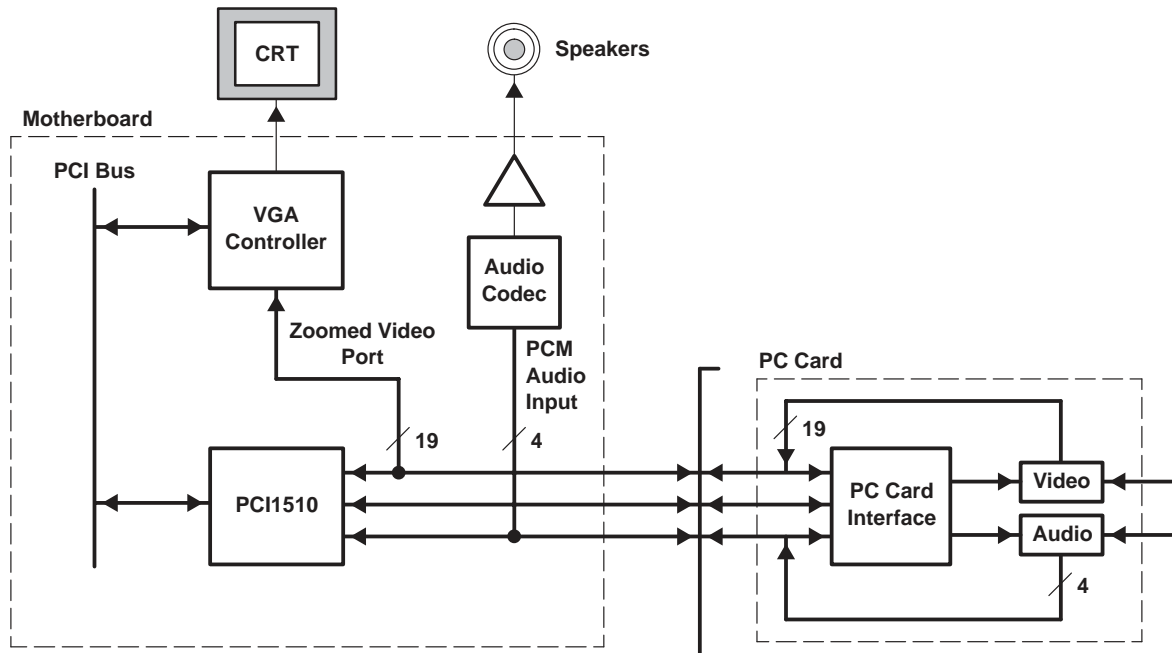 CRT
Speakers
Motherboard
PCI Bus
VGA
Controller
Audio
Codec
Zoomed Video
Port
PCM
Audio
Input
PC Card
19
4
19
PCI1510
PC Card
Interface
Video
Audio
4